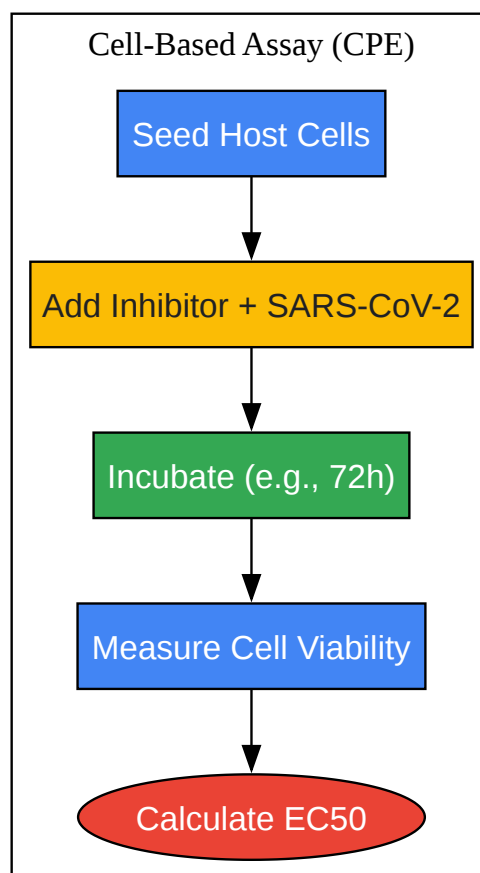 Cell-Based Assay (CPE)
Seed Host Cells
Add Inhibitor + SARS-CoV-2
Incubate (e.g., 72h)
Measure Cell Viability
Calculate EC50